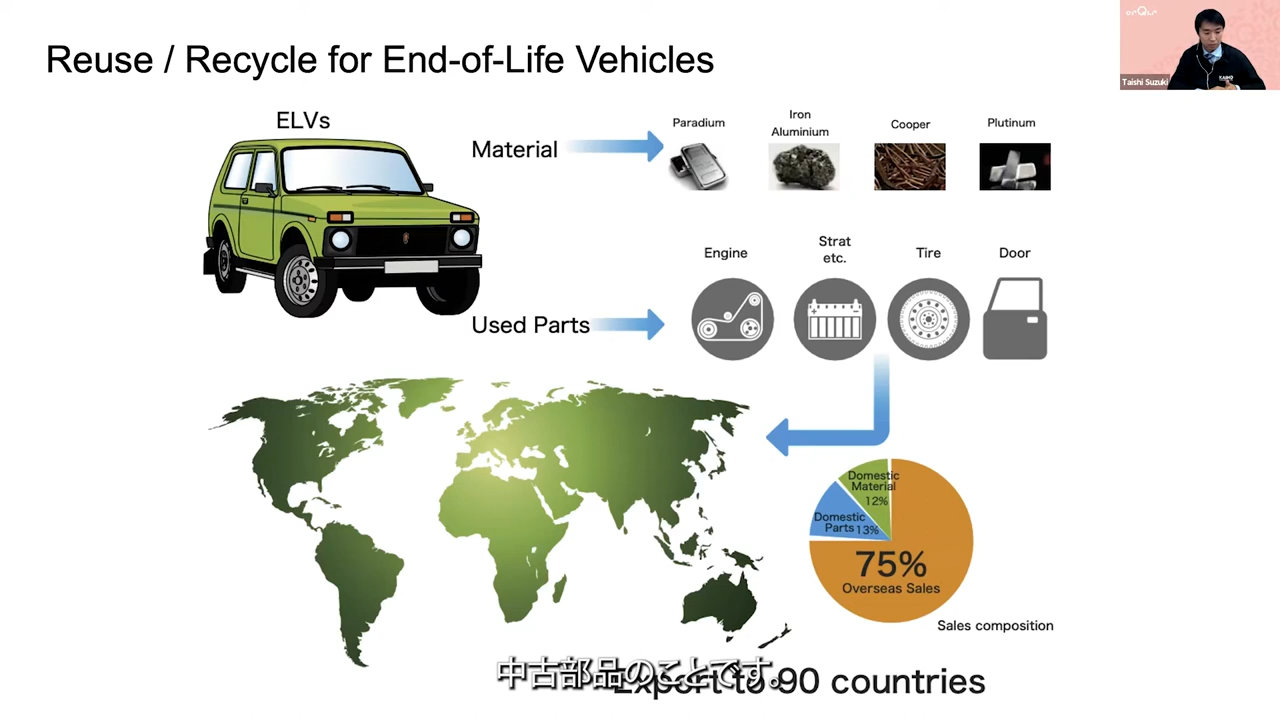 Reuse / Recycle for End-of-Life Vehicles
Taishi Suzuki
ELVs
Material
Paradium
Iron
Aluminium
Cooper
Plutinum
Used Parts
Engine
Strat
etc.
Tire
Door
Domestic
Material
12%
Domestic
Parts 13%
75%
Overseas Sales
Sales composition
中古部品のことです。
Export to 90 countries